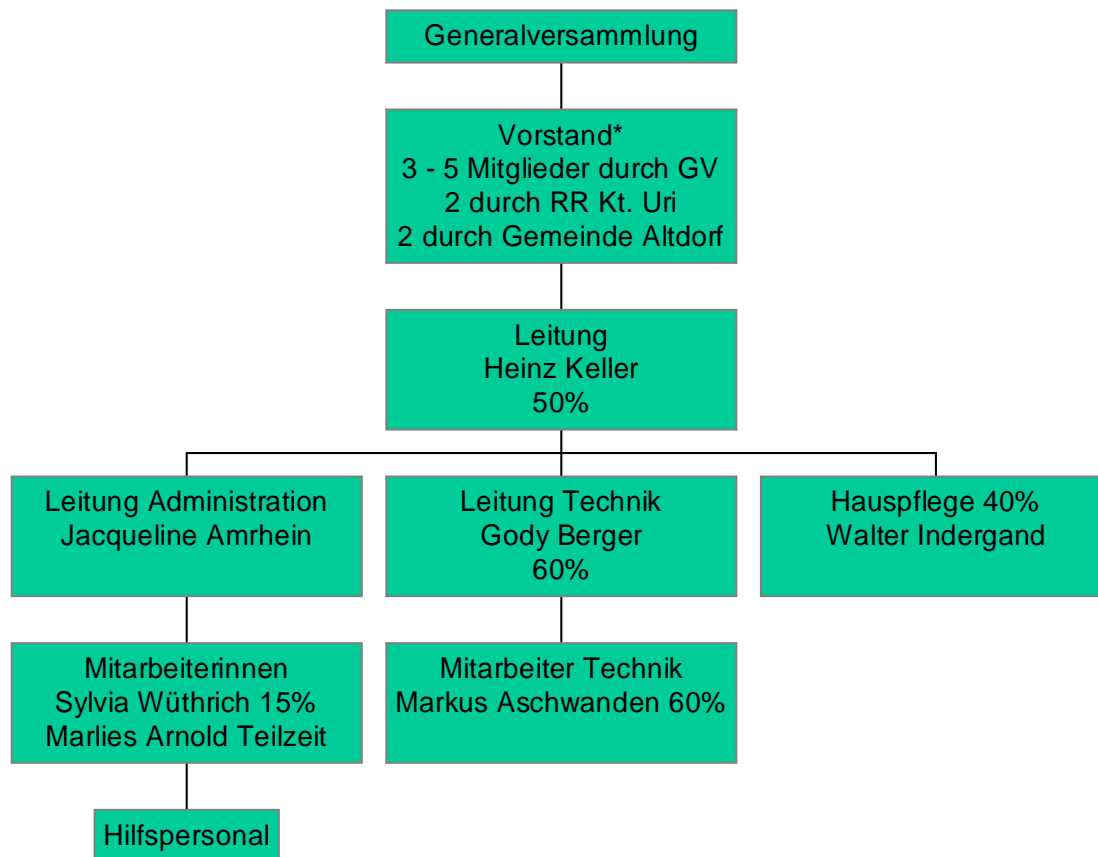 Generalversammlung
Vorstand*
3 - 5 Mitglieder durch GV
2 durch RR Kt. Uri
2 durch Gemeinde Altdorf
Leitung
Heinz Keller
50%
Leitung Administration
Jacqueline Amrhein
Leitung Technik
Gody Berger
60%
Hauspflege 40%
Walter Indergand
Mitarbeiterinnen
Sylvia Wüthrich 15%
Marlies Arnold Teilzeit
Mitarbeiter Technik
Markus Aschwanden 60%
Hilfspersonal